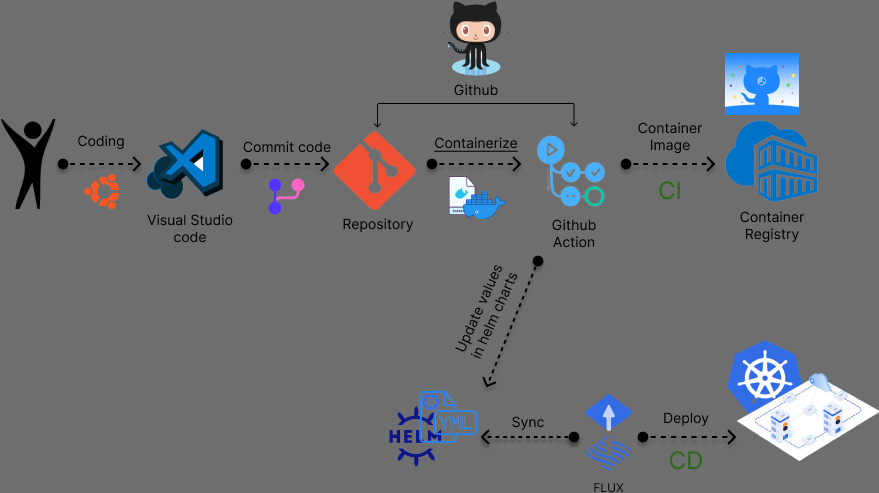 Github
Coding
Visual Studio
code
Commit code
Repository
Containerize
Github
Action
Container
Image
CI
Container
Registry
Update values
in helm charts
HELM
YML
Sync
FLUX
Deploy
CD